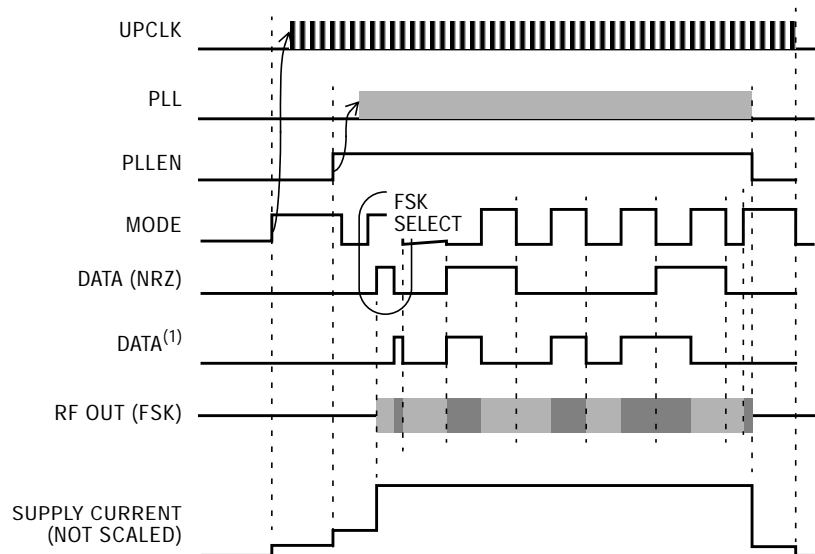 UPCLK
PLL
PLLEN
FSK
SELECT
MODE
DATA (NRZ)
DATA(1)
RF OUT (FSK)
SUPPLY CURRENT
(NOT SCALED)